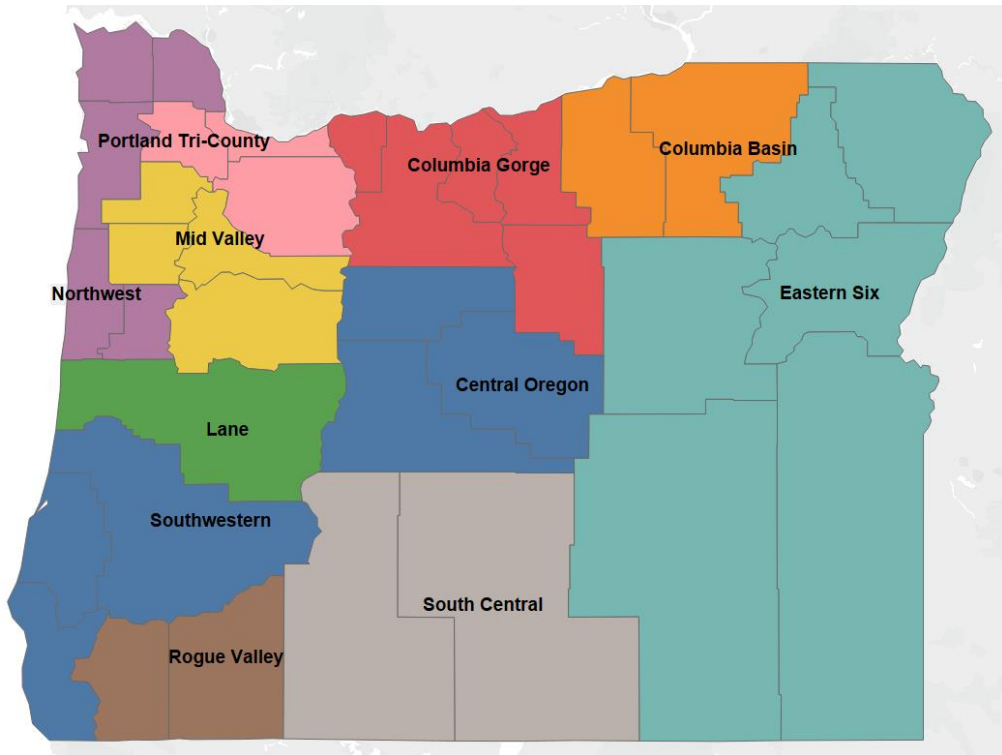 Portland Tri-County
Columbia Gorge
Columbia Basin
Mid Valley
Northwest
Eastern Six
Central Oregon
Lane
Southwestern
South Central
Rogue Valley